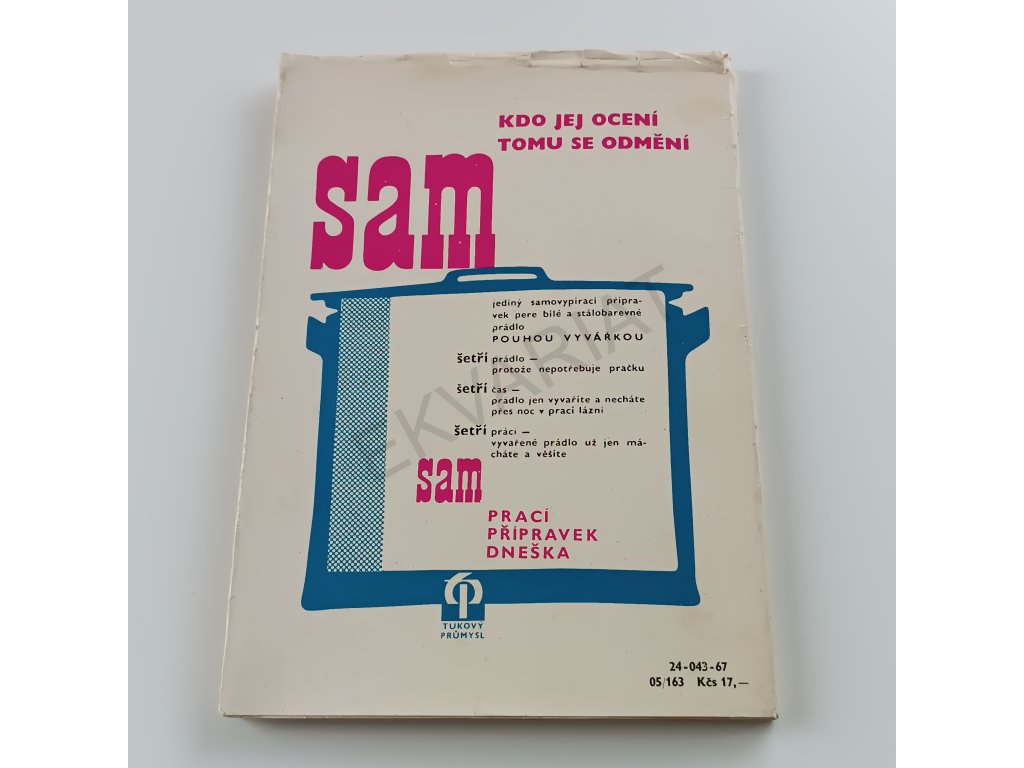 KDO JEJ OCENÍ
TOMU SE ODMĚNÍ
sam
jediný samovypírací přípra-
vek pere bílé a stálobarevné
prádlo
POUHOU VYVÁŘKOU
šetří prádlo —
protože nepotřebuje pračku
šetří čas —
prádlo jen vyvaříte a necháte
přes noc v prací lázni
šetří práci —
vyvařené prádlo už jen má-
cháte a věšíte
sam
PRACÍ
PŘÍPRAVEK
DNEŠKA
TUKOVÝ
PRŮMYSL
24-043-67
05/163 Kčs 17,—
EKVARIAT